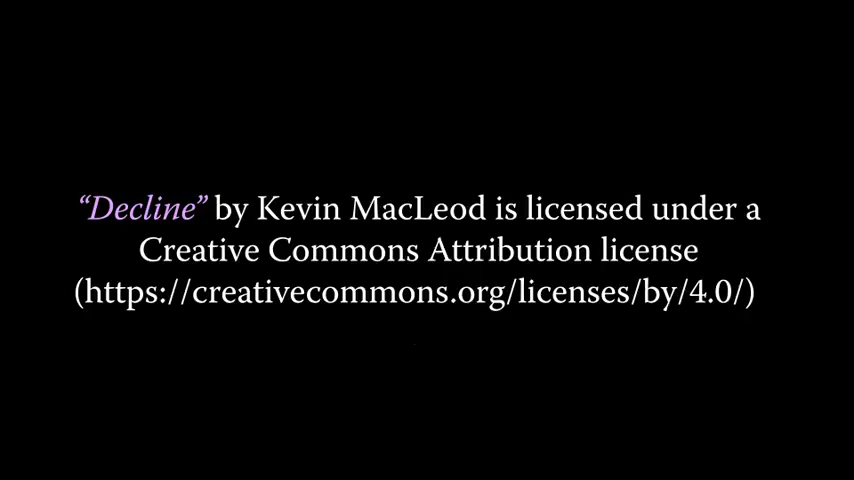 “Decline” by Kevin MacLeod is licensed under a
Creative Commons Attribution license
(https://creativecommons.org/licenses/by/4.0/)